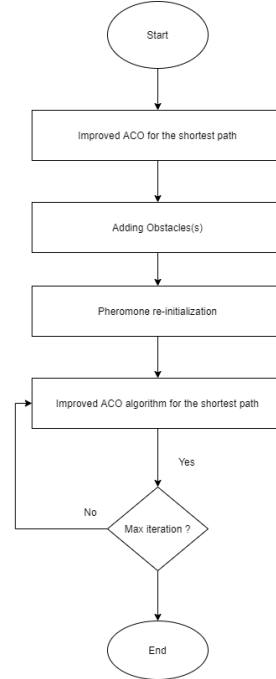 Start
Improved ACO for the shortest path
Adding Obstacles(s)
Pheromone re-initialization
Improved ACO algorithm for the shortest path
Yes
No
Max iteration ?
End